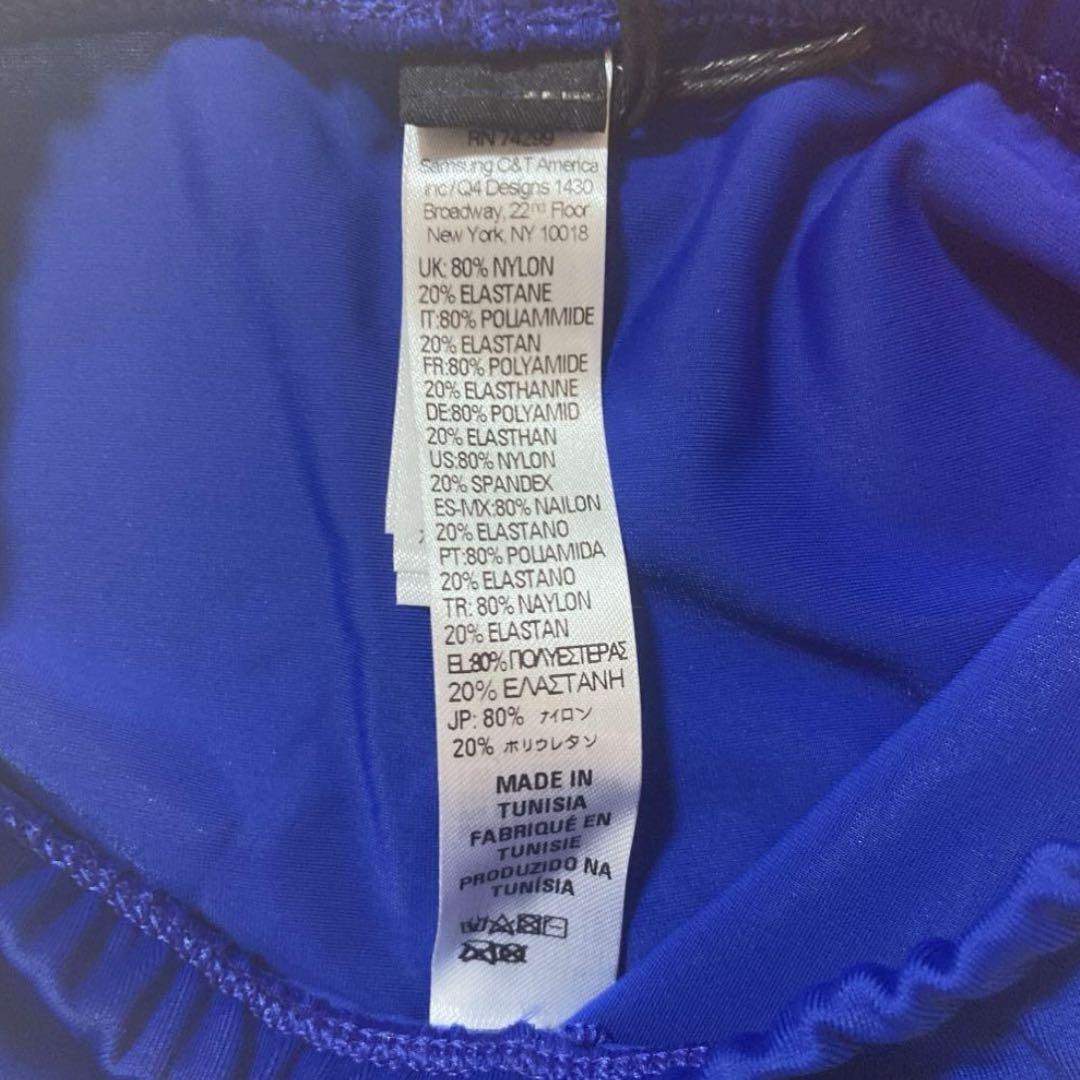 RN 74299
Samsung C&T America
Inc/Q4 Designs 1430
Broadway, 22nd Floor
New York, NY 10018
UK: 80% NYLON
20% ELASTANE
IT:80% POLIAMMIDE
20% ELASTAN
FR:80% POLYAMIDE
20% ELASTHANNE
DE:80% POLYAMID
20% ELASTHAN
US:80% NYLON
20% SPANDEX
ES-MX:80% NAILON
20% ELASTANO
PT:80% POLIAMIDA
20% ELASTANO
TR: 80% NAYLON
20% ELASTAN
EL:80% ΠΟΛΥΕΣΤΕΡΑΣ
20% ΕΛΑΣΤΑΝΗ
JP: 80% ナイロン
20% ポリウレタン
MADE IN
TUNISIA
FABRIQUÉ EN
TUNISIE
PRODUZIDO NA
TUNÍSIA